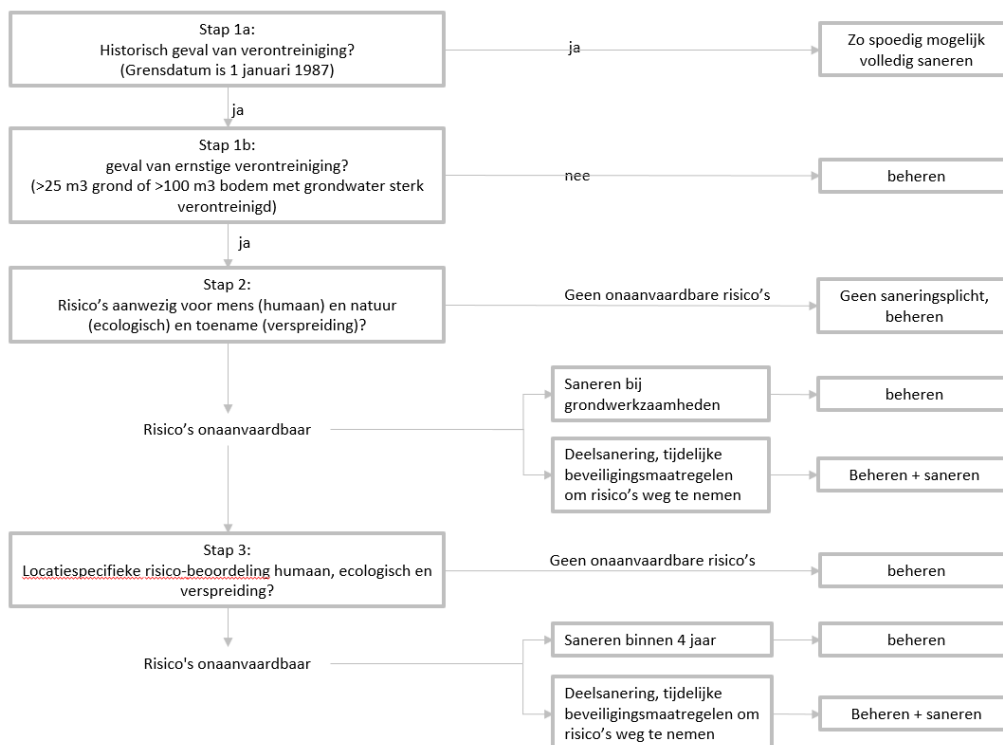 Stap 1a:
Historisch geval van verontreiniging?
(Grensdatum is 1 januari 1987)
ja
Zo spoedig mogelijk
volledig saneren
ja
Stap 1b:
geval van ernstige verontreiniging?
(>25 m3 grond of >100 m3 bodem met grondwater sterk
verontreinigd)
nee
beheren
ja
Stap 2:
Risico’s aanwezig voor mens (humaan) en natuur
(ecologisch) en toename (verspreiding)?
Geen onaanvaardbare risico’s
Geen saneringsplicht,
beheren
Risico’s onaanvaardbaar
Saneren bij
grondwerkzaamheden
beheren
Deelsanering, tijdelijke
beveiligingsmaatregelen
om risico’s weg te nemen
Beheren + saneren
Stap 3:
Locatiespecifieke risico-beoordeling humaan, ecologisch en
verspreiding?
Geen onaanvaardbare risico’s
beheren
Risico's onaanvaardbaar
Saneren binnen 4 jaar
beheren
Deelsanering, tijdelijke
beveiligingsmaatregelen om
risico’s weg te nemen
Beheren + saneren